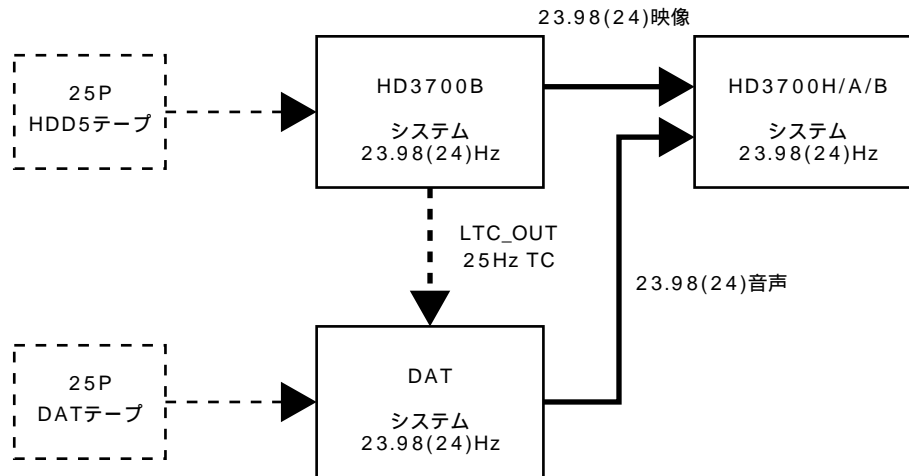 23.98(24)映像
25P
HDD5テープ
HD3700B
システム
23.98(24)Hz
HD3700H/A/B
システム
23.98(24)Hz
LTC_OUT
25Hz TC
23.98(24)音声
25P
DATテープ
DAT
システム
23.98(24)Hz